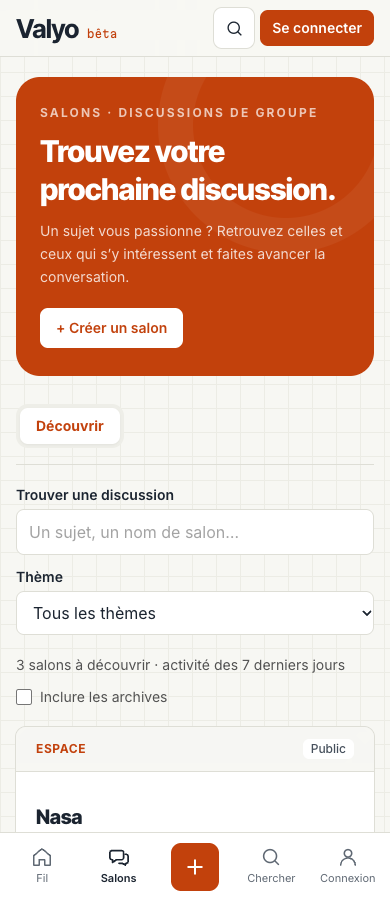 Valyo bêta
Se connecter
SALONS · DISCUSSIONS DE GROUPE
Trouvez votre
prochaine discussion.
Un sujet vous passionne ? Retrouvez celles et
ceux qui s’y intéressent et faites avancer la
conversation.
+ Créer un salon
Découvrir
Trouver une discussion
Un sujet, un nom de salon...
Thème
Tous les thèmes
3 salons à découvrir · activité des 7 derniers jours
Inclure les archives
ESPACE
Public
Nasa
Fil
Salons
Chercher
Connexion